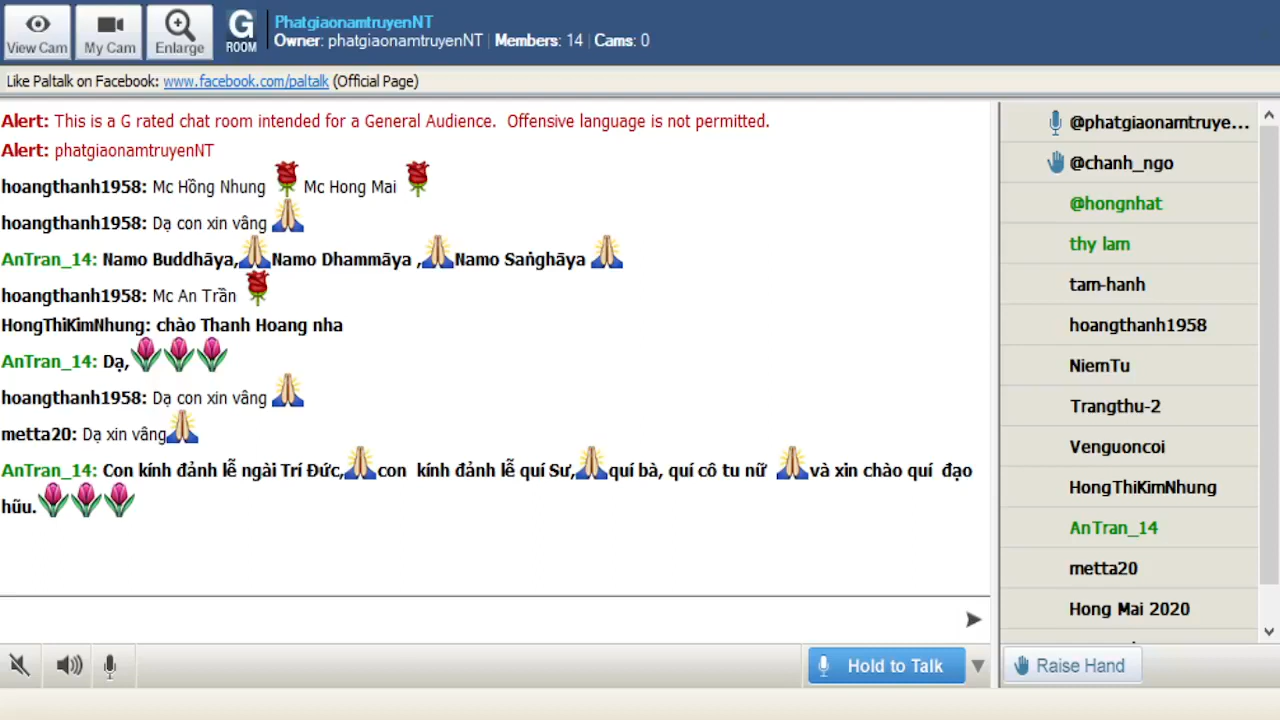 View Cam
My Cam
Enlarge
G
ROOM
PhatgiaonamtruyenNT
Owner: phatgiaonamtruyenNT | Members: 14 | Cams: 0
Like Paltalk on Facebook: www.facebook.com/paltalk (Official Page)
Alert: This is a G rated chat room intended for a General Audience.  Offensive language is not permitted.
Alert: phatgiaonamtruyenNT
hoangthanh1958: Mc Hồng Nhung Mc Hong Mai
hoangthanh1958: Dạ con xin vâng
AnTran_14: Namo Buddhāya, Namo Dhammāya , Namo Saṅghāya
hoangthanh1958: Mc An Trần
HongThiKimNhung: chào Thanh Hoang nha
AnTran_14: Dạ,
hoangthanh1958: Dạ con xin vâng
metta20: Dạ xin vâng
AnTran_14: Con kính đảnh lễ ngài Trí Đức, con  kính đảnh lễ quí Sư, quí bà, quí cô tu nữ và xin chào quí  đạo
hữu.
Hold to Talk
@phatgiaonamtruye...
@chanh_ngo
@hongnhat
thy lam
tam-hanh
hoangthanh1958
NiemTu
Trangthu-2
Venguoncoi
HongThiKimNhung
AnTran_14
metta20
Hong Mai 2020
Raise Hand